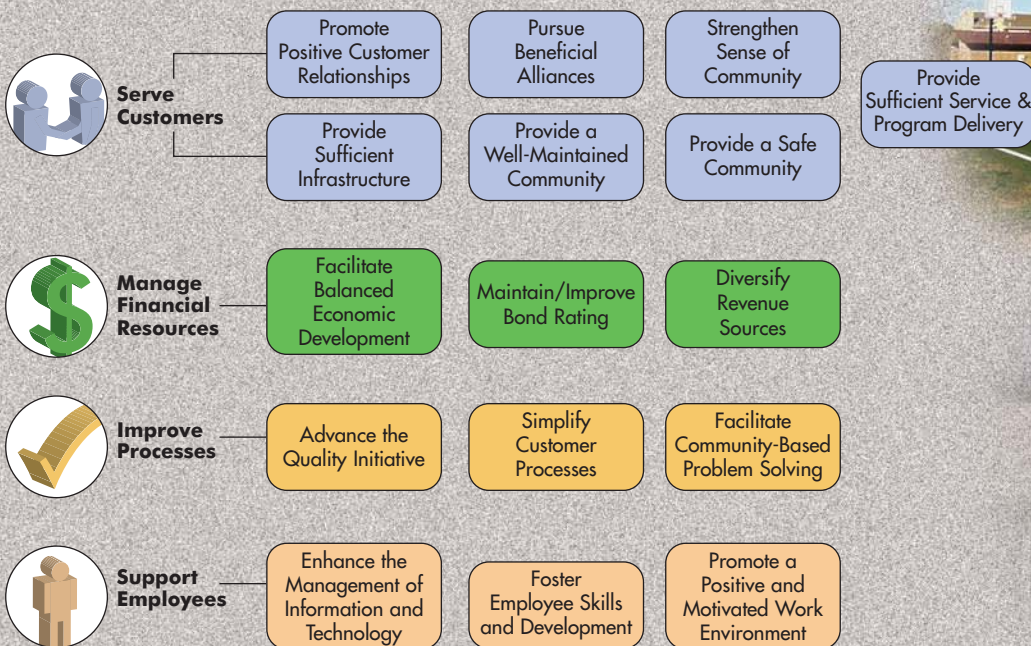 Serve
Customers
Promote
Positive Customer
Relationships
Pursue
Beneficial
Alliances
Strengthen
Sense of
Community
Provide
Sufficient Service &
Program Delivery
Provide
Sufficient
Infrastructure
Provide a
Well-Maintained
Community
Provide a Safe
Community
Manage
Financial
Resources
Facilitate
Balanced
Economic
Development
Maintain/Improve
Bond Rating
Diversify
Revenue
Sources
Improve
Processes
Advance the
Quality Initiative
Simplify
Customer
Processes
Facilitate
Community-Based
Problem Solving
Support
Employees
Enhance the
Management of
Information and
Technology
Foster
Employee Skills
and Development
Promote a
Positive and
Motivated Work
Environment